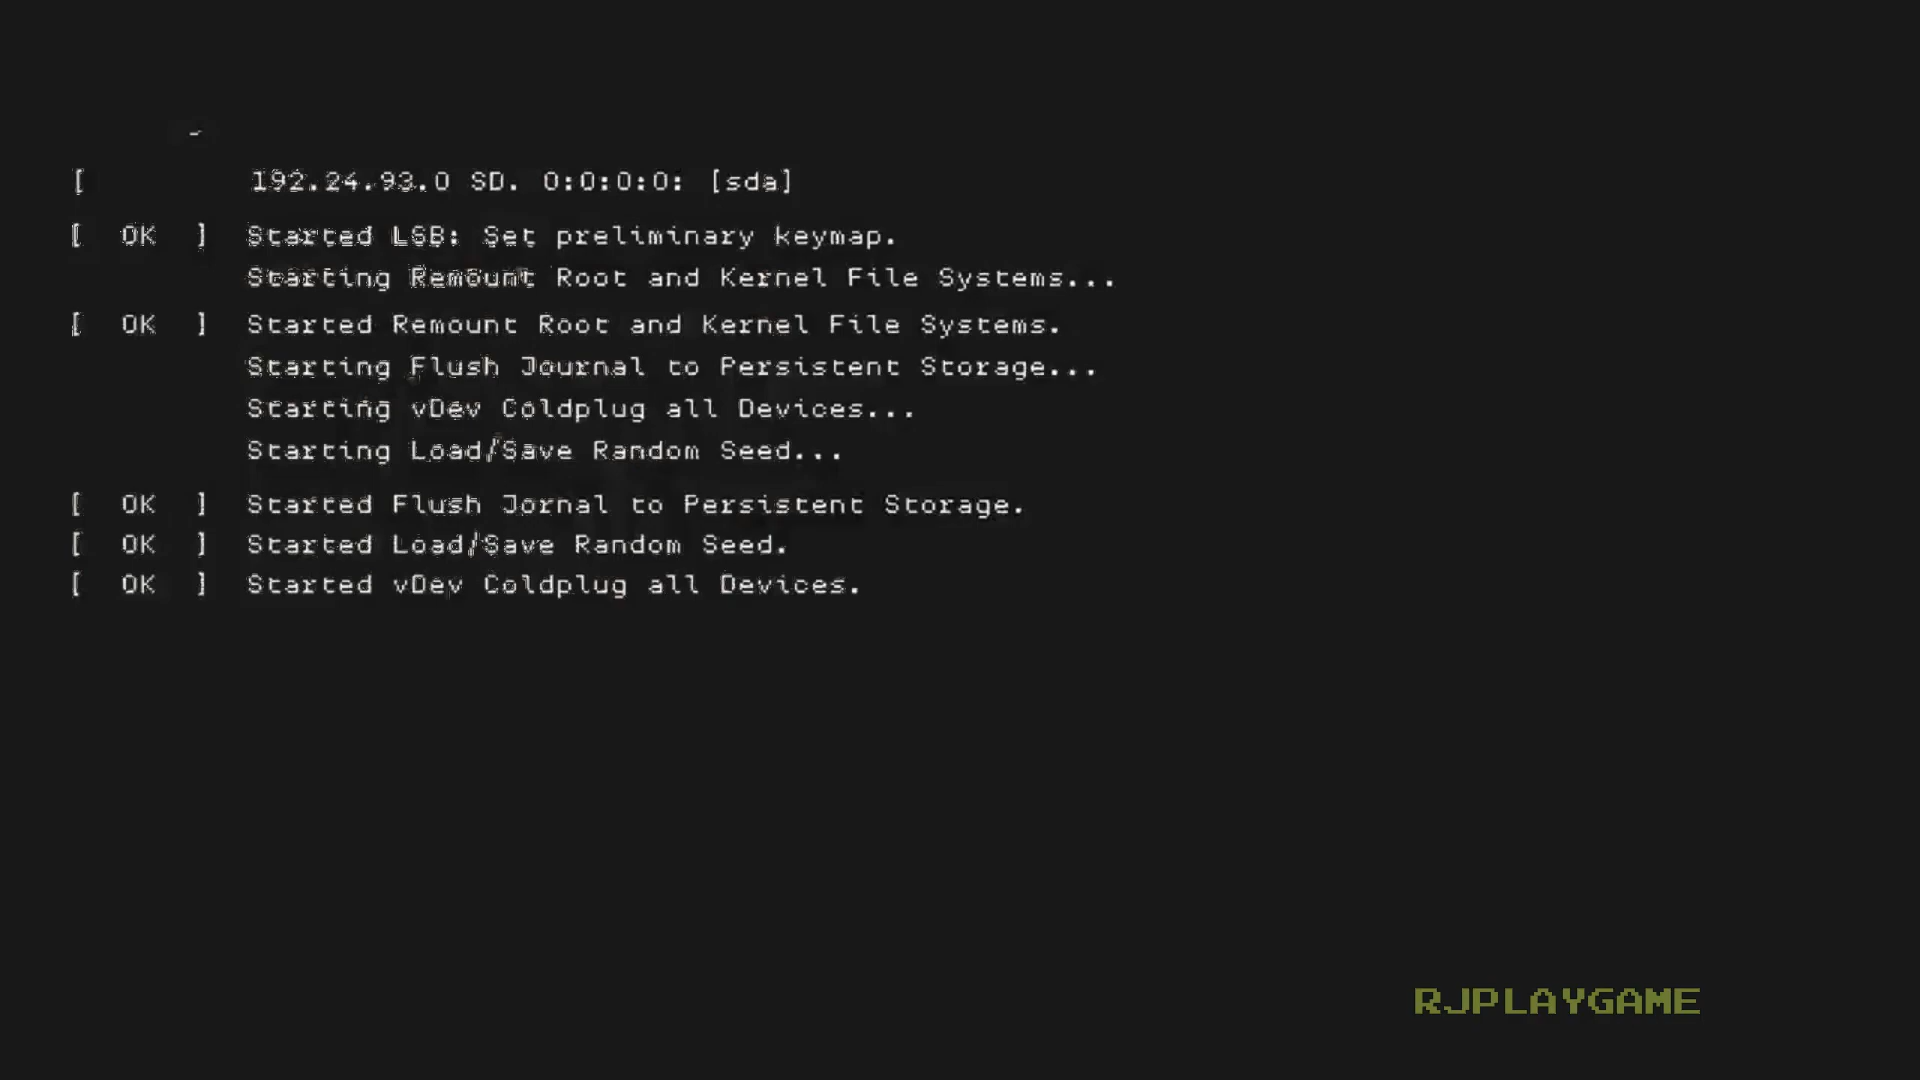 -
[ 192.24.93.0 SD. 0:0:0:0: [sda]
[ OK ] Started LSB: Set preliminary keymap.
Starting Remount Root and Kernel File Systems...
[ OK ] Started Remount Root and Kernel File Systems.
Starting Flush Journal to Persistent Storage...
Starting vDev Coldplug all Devices...
Starting Load/Save Random Seed...
[ OK ] Started Flush Jornal to Persistent Storage.
[ OK ] Started Load/Save Random Seed.
[ OK ] Started vDev Coldplug all Devices.
RJPLAYGAME